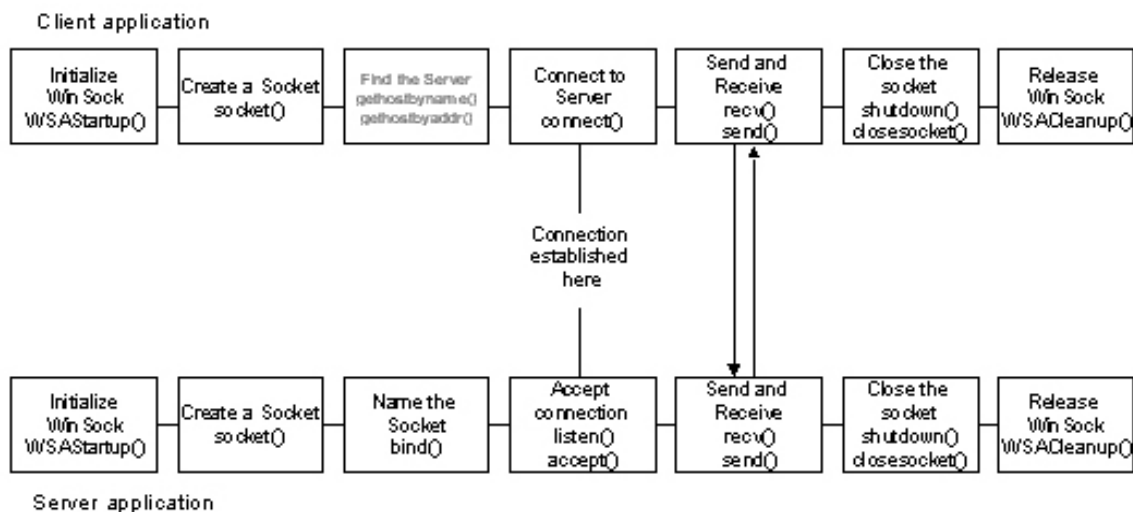 Client application
Initialize
Win Sock
WSAStartup()
Create a Socket
socket()
Find the Server
gethostbyname()
gethostbyaddr()
Connect to
Server
connect()
Send and
Receive
recv()
send()
Close the
socket
shutdown()
closesocket()
Release
Win Sock
WSACleanup()
Connection
established
here
Initialize
Win Sock
WSAStartup()
Create a Socket
socket()
Name the
Socket
bind()
Accept
connection
listen()
accept()
Send and
Receive
recv()
send()
Close the
socket
shutdown()
closesocket()
Release
Win Sock
WSACleanup()
Server application